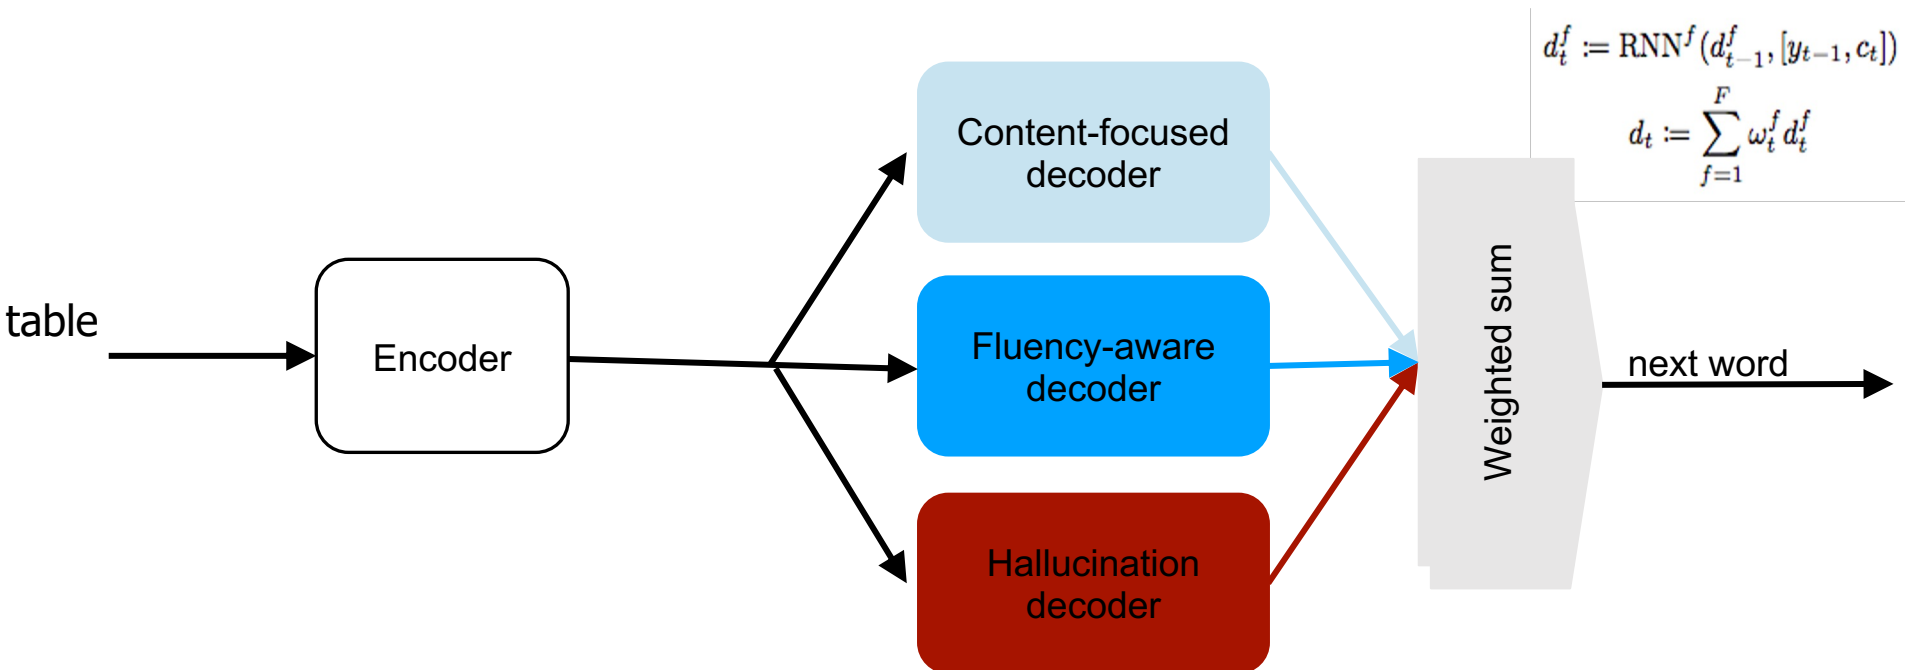 table
Encoder
Content-focused
decoder
Fluency-aware
decoder
Hallucination
decoder
Weighted sum
d_t^f := RNN^f(d_{t-1}^f, [y_{t-1}, c_t])
d_t := \sum_{f=1}^{F} ω_t^f d_t^f
next word